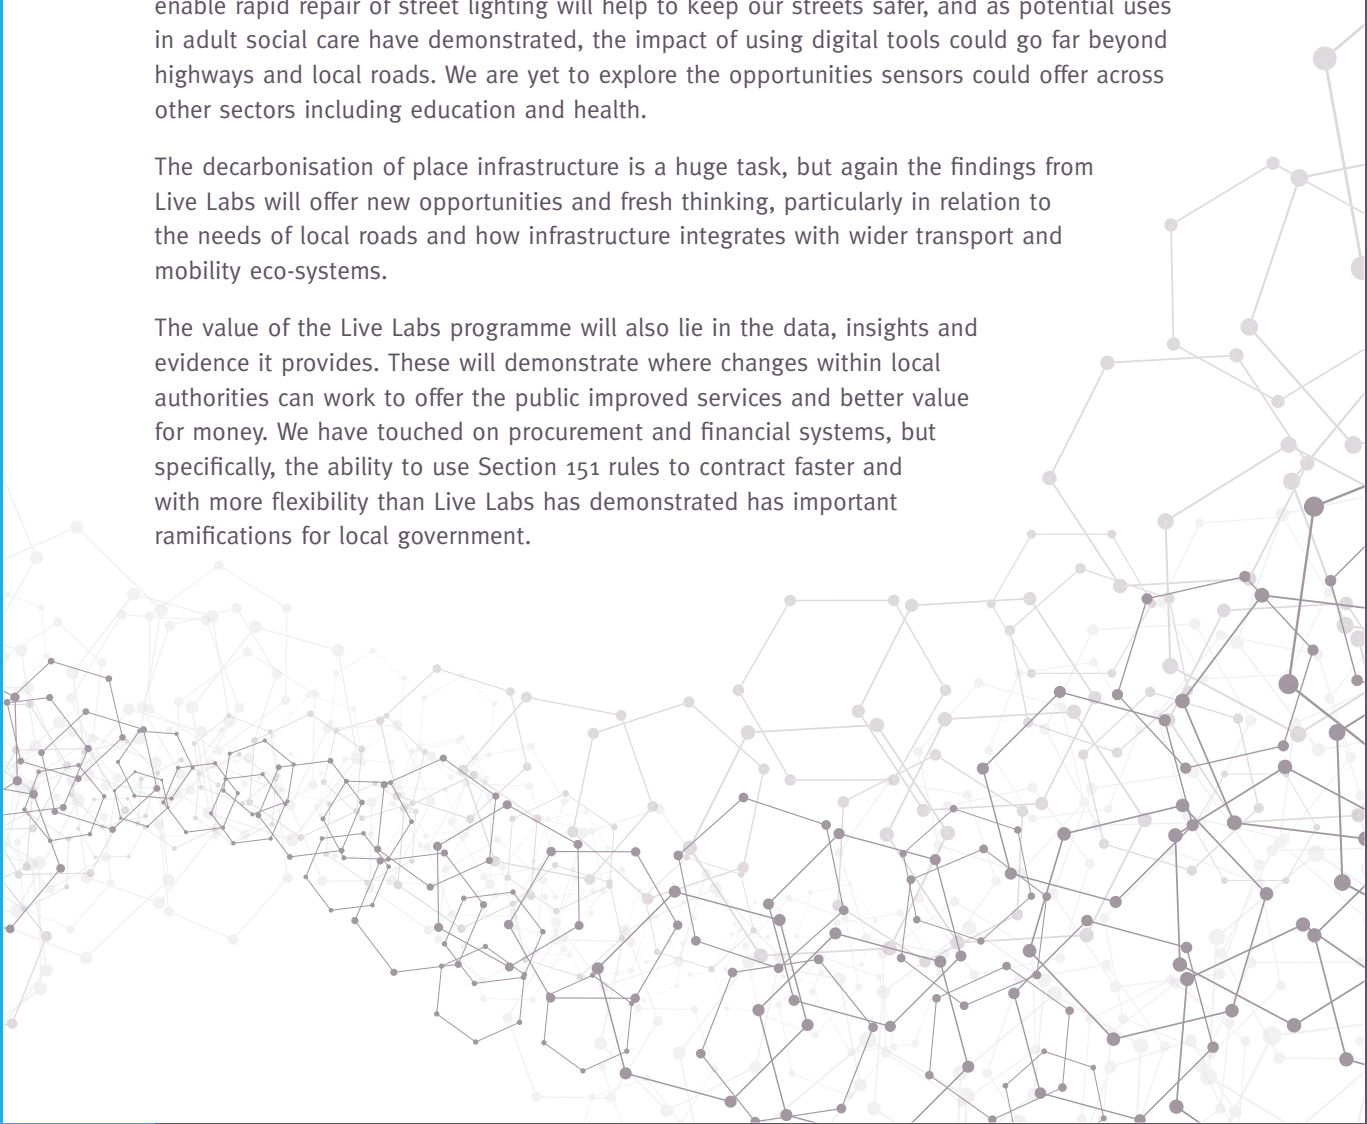 enable rapid repair of street lighting will help to keep our streets safer, and as potential uses
in adult social care have demonstrated, the impact of using digital tools could go far beyond
highways and local roads. We are yet to explore the opportunities sensors could offer across
other sectors including education and health.
The decarbonisation of place infrastructure is a huge task, but again the findings from
Live Labs will offer new opportunities and fresh thinking, particularly in relation to
the needs of local roads and how infrastructure integrates with wider transport and
mobility eco-systems.
The value of the Live Labs programme will also lie in the data, insights and
evidence it provides. These will demonstrate where changes within local
authorities can work to offer the public improved services and better value
for money. We have touched on procurement and financial systems, but
specifically, the ability to use Section 151 rules to contract faster and
with more flexibility than Live Labs has demonstrated has important
ramifications for local government.